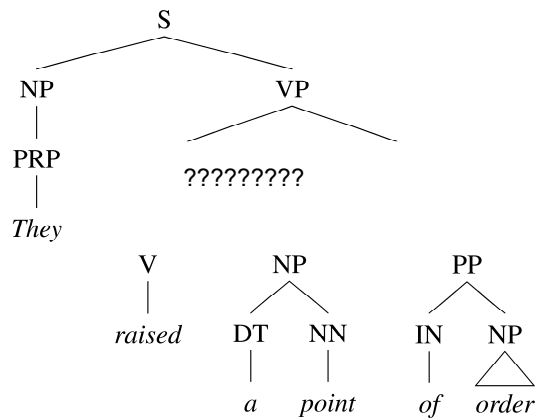 S
NP VP
PRP
?????????
They
V NP PP
raised DT NN IN NP
a point of order